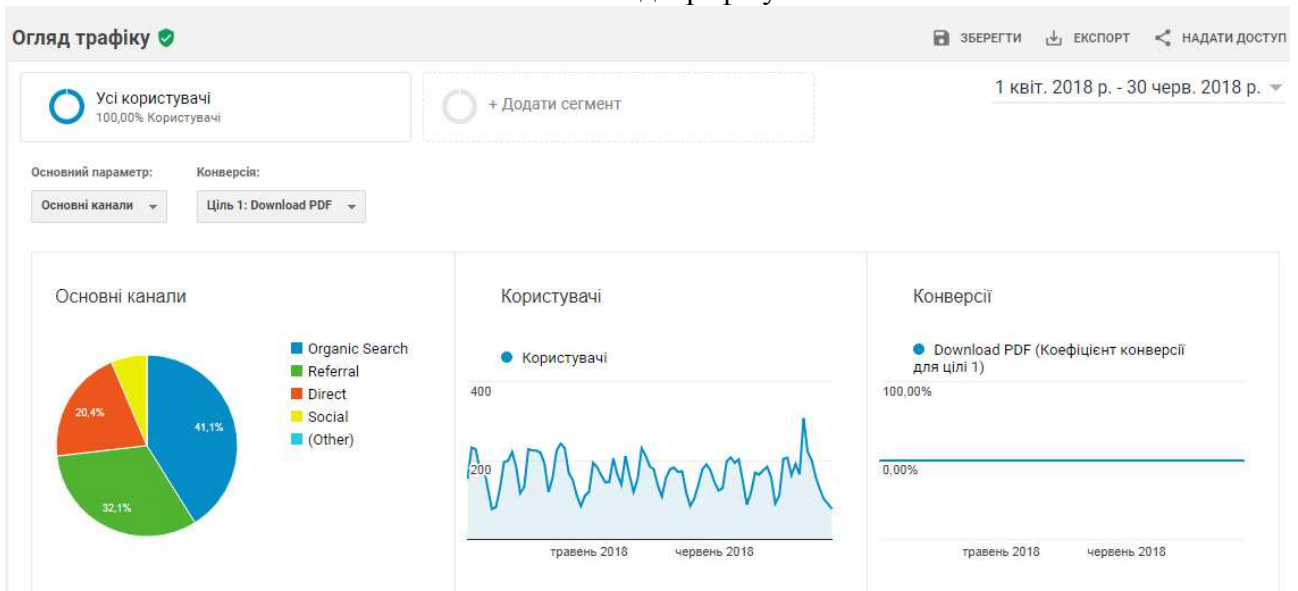 Огляд трафіку
ЗБЕРЕГТИ ЕКСПОРТ НАДАТИ ДОСТУП
Усі користувачі
100,00% Користувачі
+ Додати сегмент
1 квіт. 2018 р. - 30 черв. 2018 р.
Основний параметр:
Конверсія:
Основні канали
Ціль 1: Download PDF
Основні канали
Organic Search
Referral
Direct
Social
(Other)
41,1%
32,1%
20,4%
Користувачі
Користувачі
400
200
травень 2018
червень 2018
Конверсії
Download PDF (Коефіцієнт конверсії
для цілі 1)
100,00%
0,00%
травень 2018
червень 2018